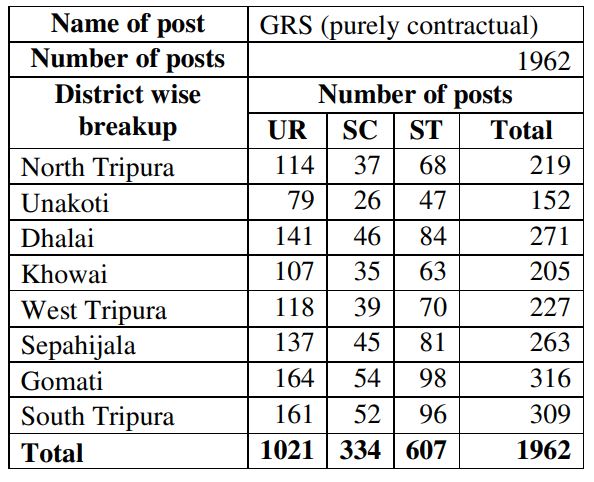 Name of post GRS (purely contractual)
Number of posts 1962
District wise breakup Number of posts
UR SC ST Total
North Tripura 114 37 68 219
Unakoti 79 26 47 152
Dhalai 141 46 84 271
Khowai 107 35 63 205
West Tripura 118 39 70 227
Sepahijala 137 45 81 263
Gomati 164 54 98 316
South Tripura 161 52 96 309
Total 1021 334 607 1962